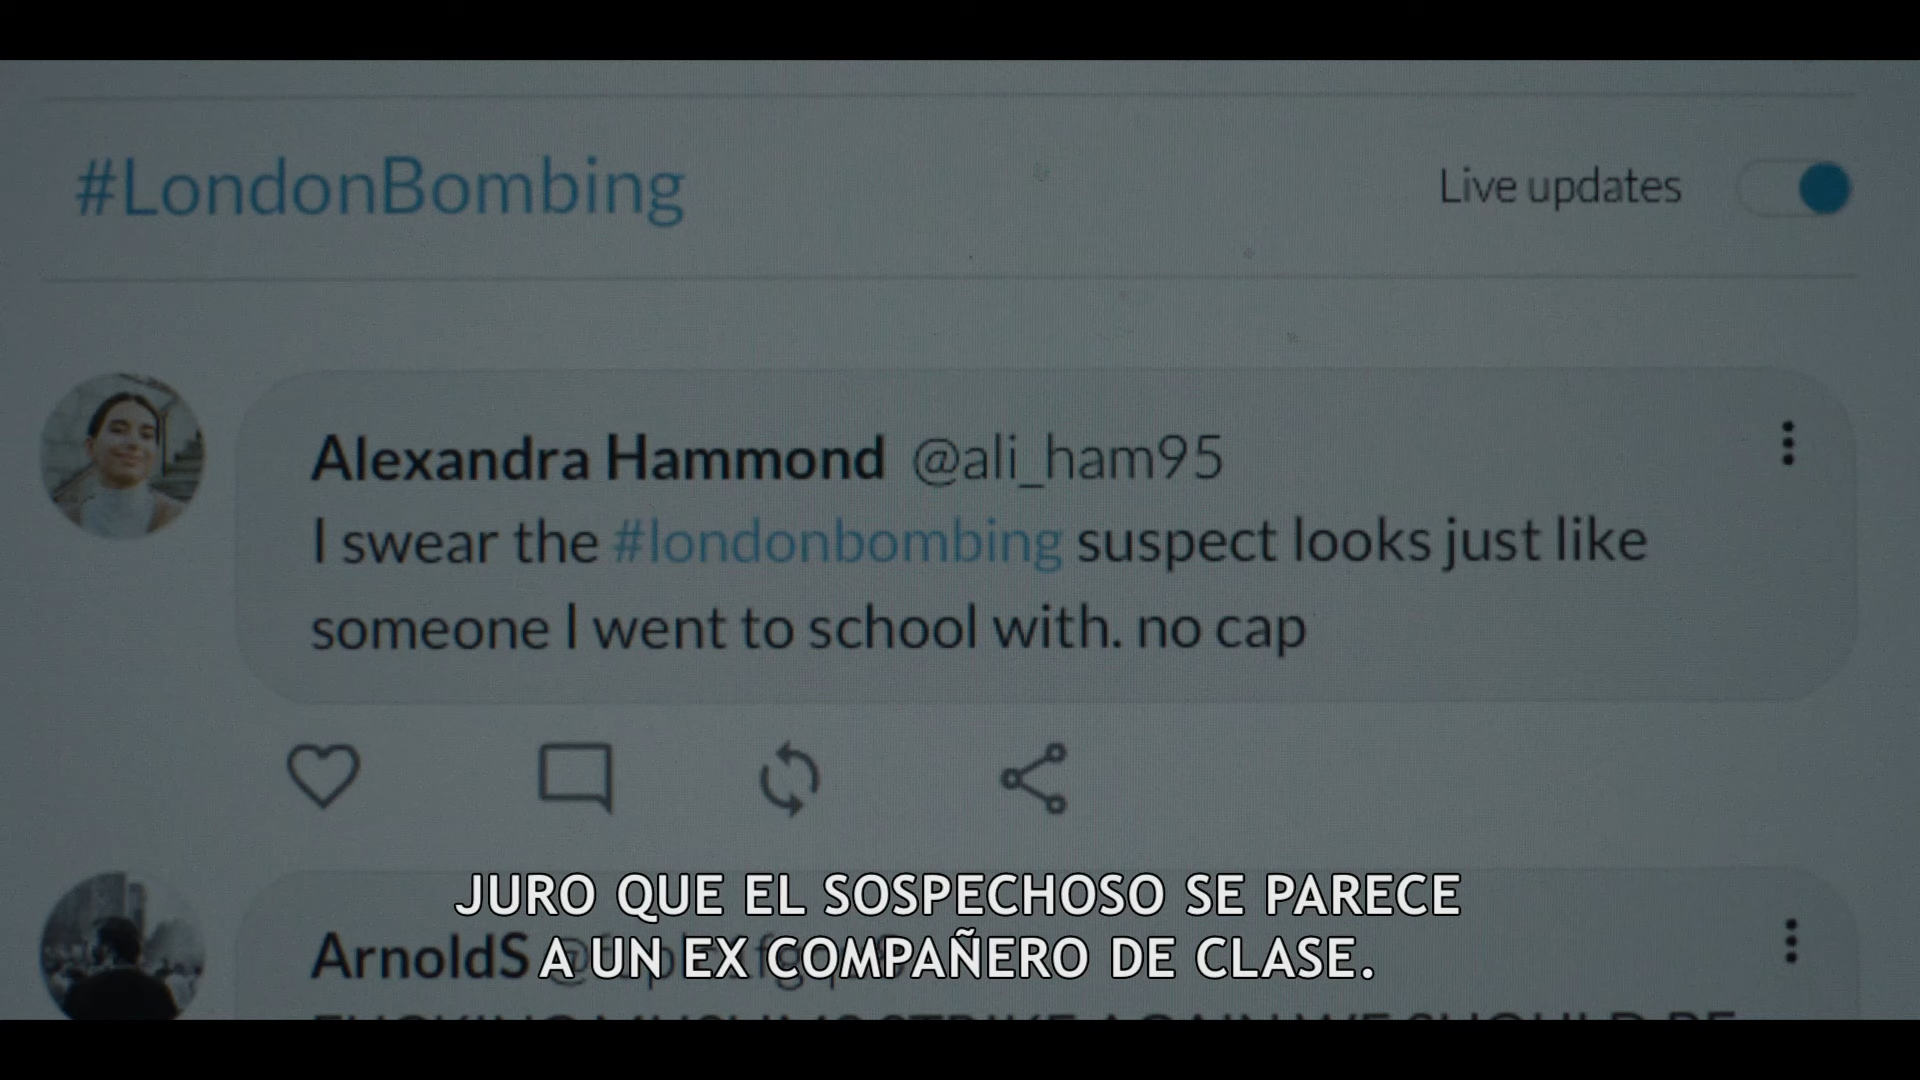 #LondonBombing
Live updates
Alexandra Hammond @ali_ham95
I swear the #londonbombing suspect looks just like
someone I went to school with. no cap
JURO QUE EL SOSPECHOSO SE PARECE
A UN EX COMPAÑERO DE CLASE.
ArnoldS